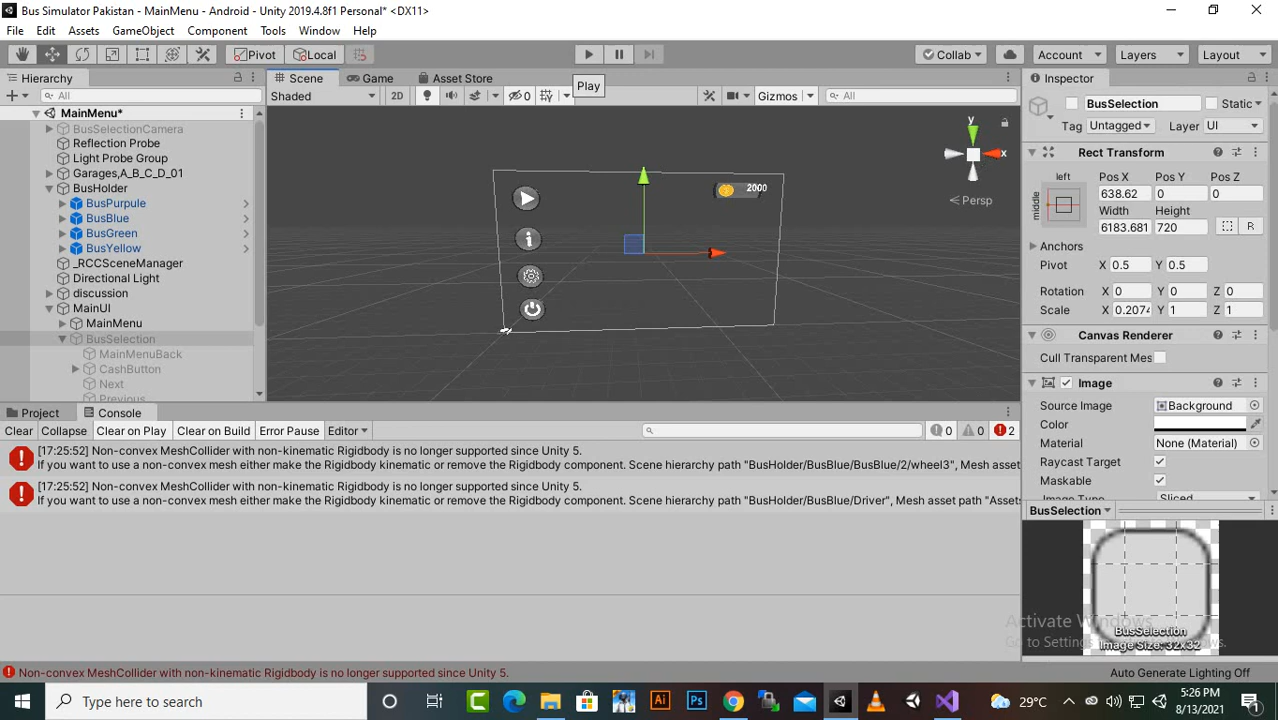 Bus Simulator Pakistan - MainMenu - Android - Unity 2019.4.8f1 Personal* <DX11>
File Edit Assets GameObject Component Tools Window Help
Pivot Local Collab Account Layers Layout
Hierarchy Scene Game Asset Store Inspector
All Shaded 2D 0 Play Gizmos All
MainMenu*
BusSelectionCamera
Reflection Probe
Light Probe Group
Garages,A_B_C_D_01
BusHolder
BusPurpule
BusBlue
BusGreen
BusYellow
_RCCSceneManager
Directional Light
discussion
MainUI
MainMenu
BusSelection
MainMenuBack
CashButton
Next
Previous
y
x
Persp
2000
BusSelection Static
Tag Untagged Layer UI
Rect Transform
left Pos X Pos Y Pos Z
middle 638.62 0 0
Width Height
6183.681 720 R
Anchors
Pivot X 0.5 Y 0.5
Rotation X 0 Y 0 Z 0
Scale X 0.2074 Y 1 Z 1
Canvas Renderer
Cull Transparent Mes
Image
Source Image Background
Color
Material None (Material)
Raycast Target
Maskable
Image Type Sliced
BusSelection
BusSelection
Image Size: 32x32
Project Console
Clear Collapse Clear on Play Clear on Build Error Pause Editor 0 0 2
[17:25:52] Non-convex MeshCollider with non-kinematic Rigidbody is no longer supported since Unity 5.
If you want to use a non-convex mesh either make the Rigidbody kinematic or remove the Rigidbody component. Scene hierarchy path "BusHolder/BusBlue/BusBlue/2/wheel3", Mesh asset
[17:25:52] Non-convex MeshCollider with non-kinematic Rigidbody is no longer supported since Unity 5.
If you want to use a non-convex mesh either make the Rigidbody kinematic or remove the Rigidbody component. Scene hierarchy path "BusHolder/BusBlue/Driver", Mesh asset path "Assets
Activate Windows
Go to Settings to activate Windows.
Non-convex MeshCollider with non-kinematic Rigidbody is no longer supported since Unity 5.
Auto Generate Lighting Off
Type here to search
29°C
5:26 PM
8/13/2021